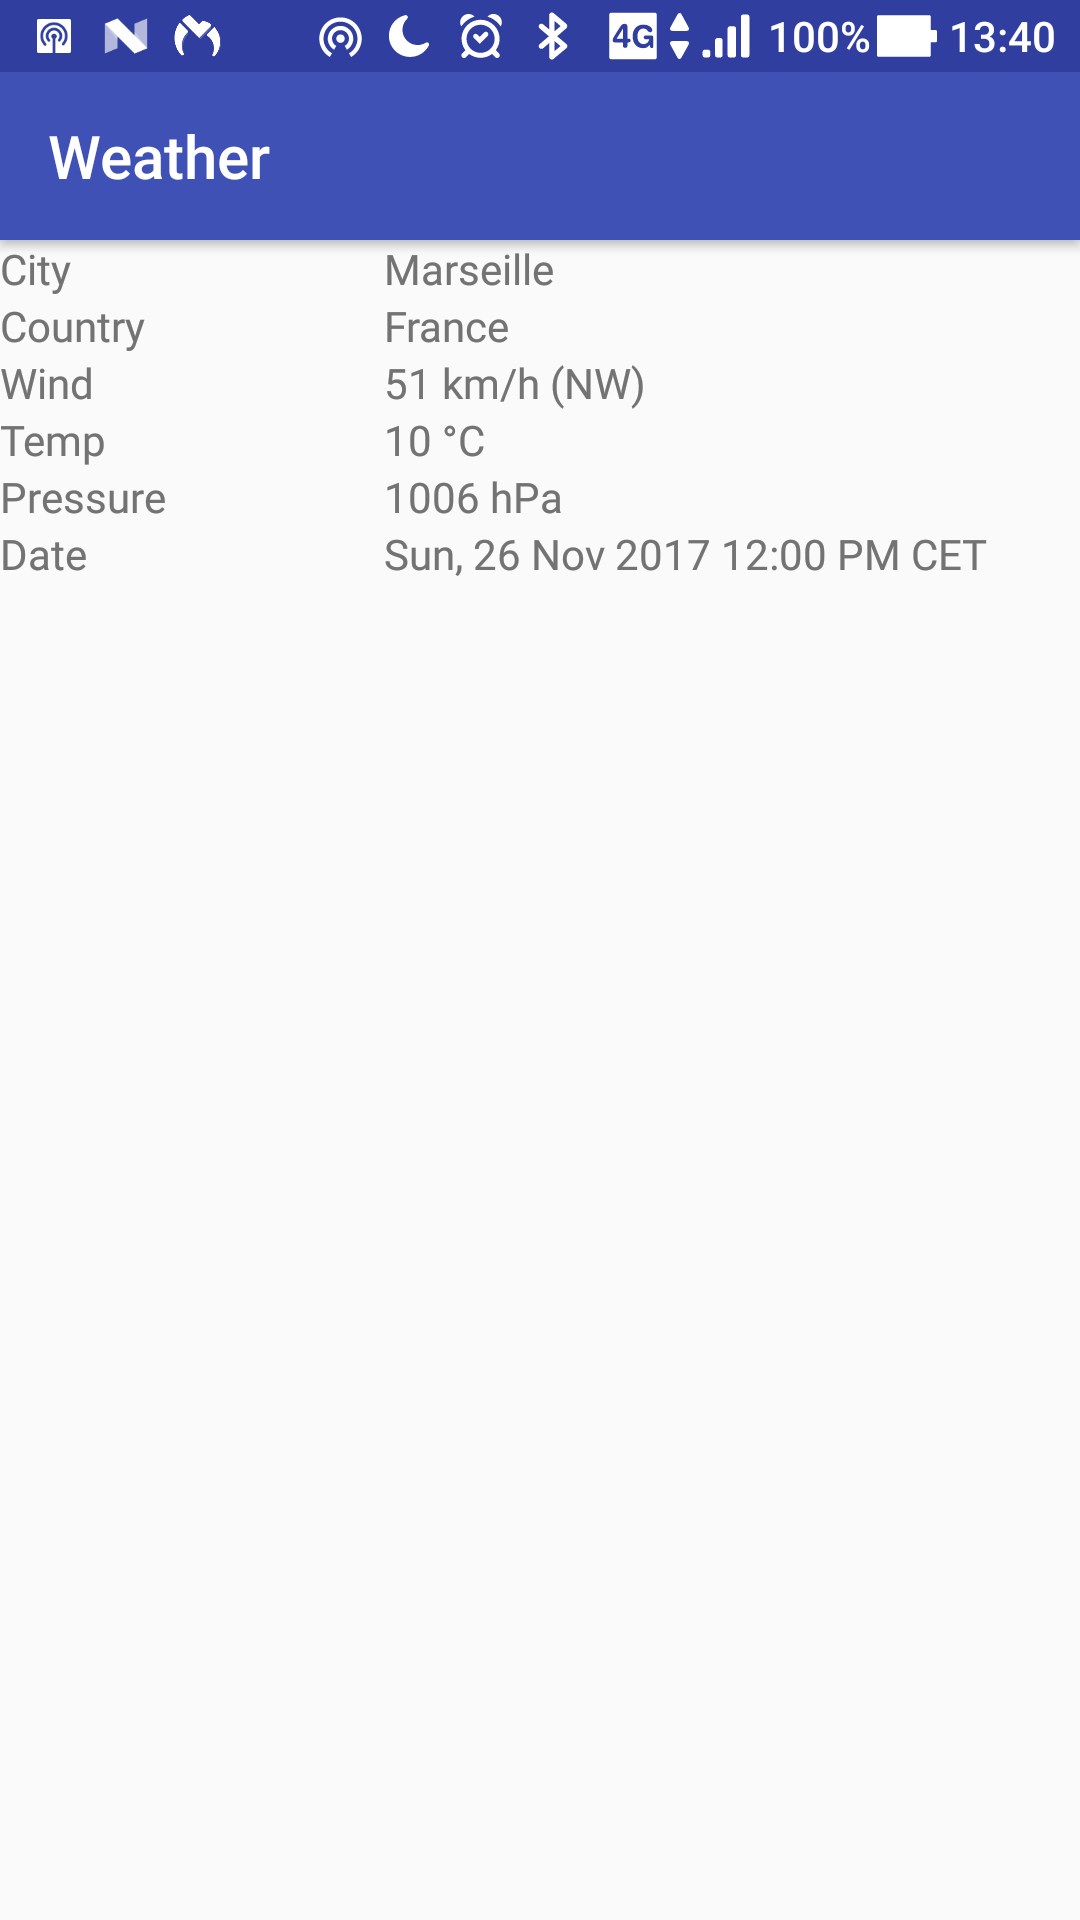 4G 100% 13:40
Weather
City Marseille
Country France
Wind 51 km/h (NW)
Temp 10 °C
Pressure 1006 hPa
Date Sun, 26 Nov 2017 12:00 PM CET